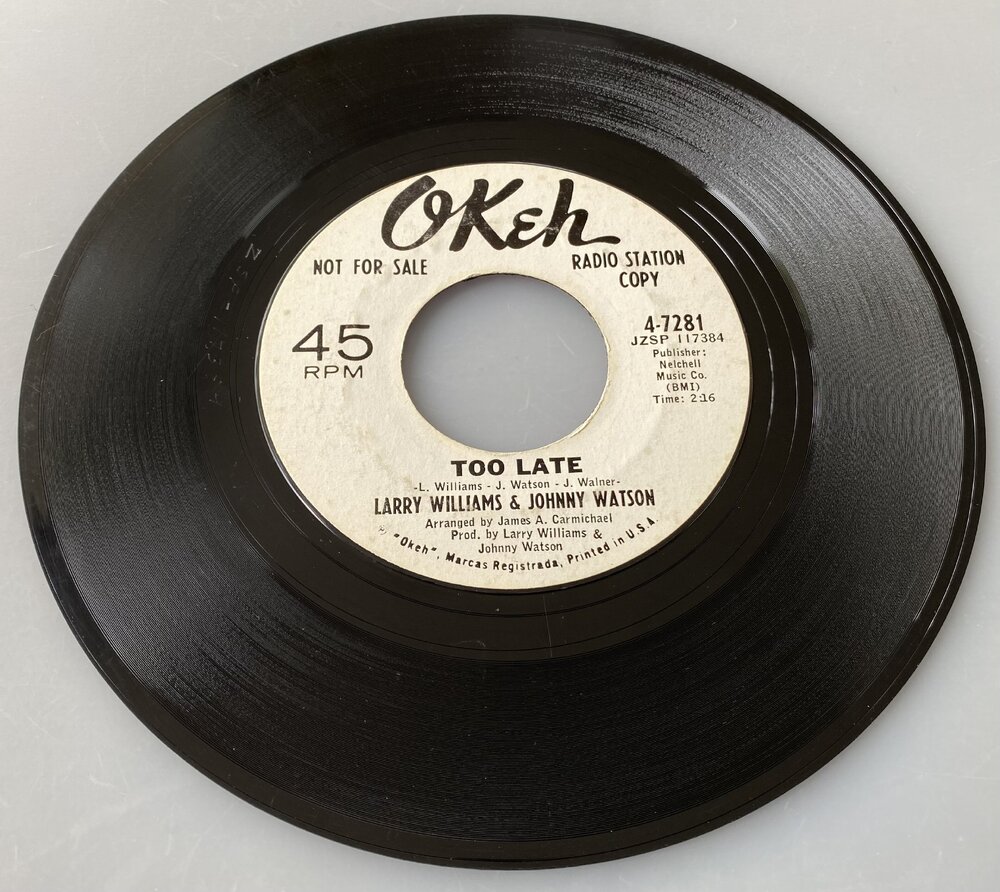 OKeh
NOT FOR SALE
RADIO STATION
COPY
45
RPM
4-7281
JZSP 117384
Publisher:
Nelchell
Music Co.
(BMI)
Time: 2:16
TOO LATE
-L. Williams - J. Watson - J. Walner-
LARRY WILLIAMS & JOHNNY WATSON
Arranged by James A. Carmichael
Prod. by Larry Williams &
Johnny Watson
® "Okeh", Marcas Registrada, Printed in U.S.A.